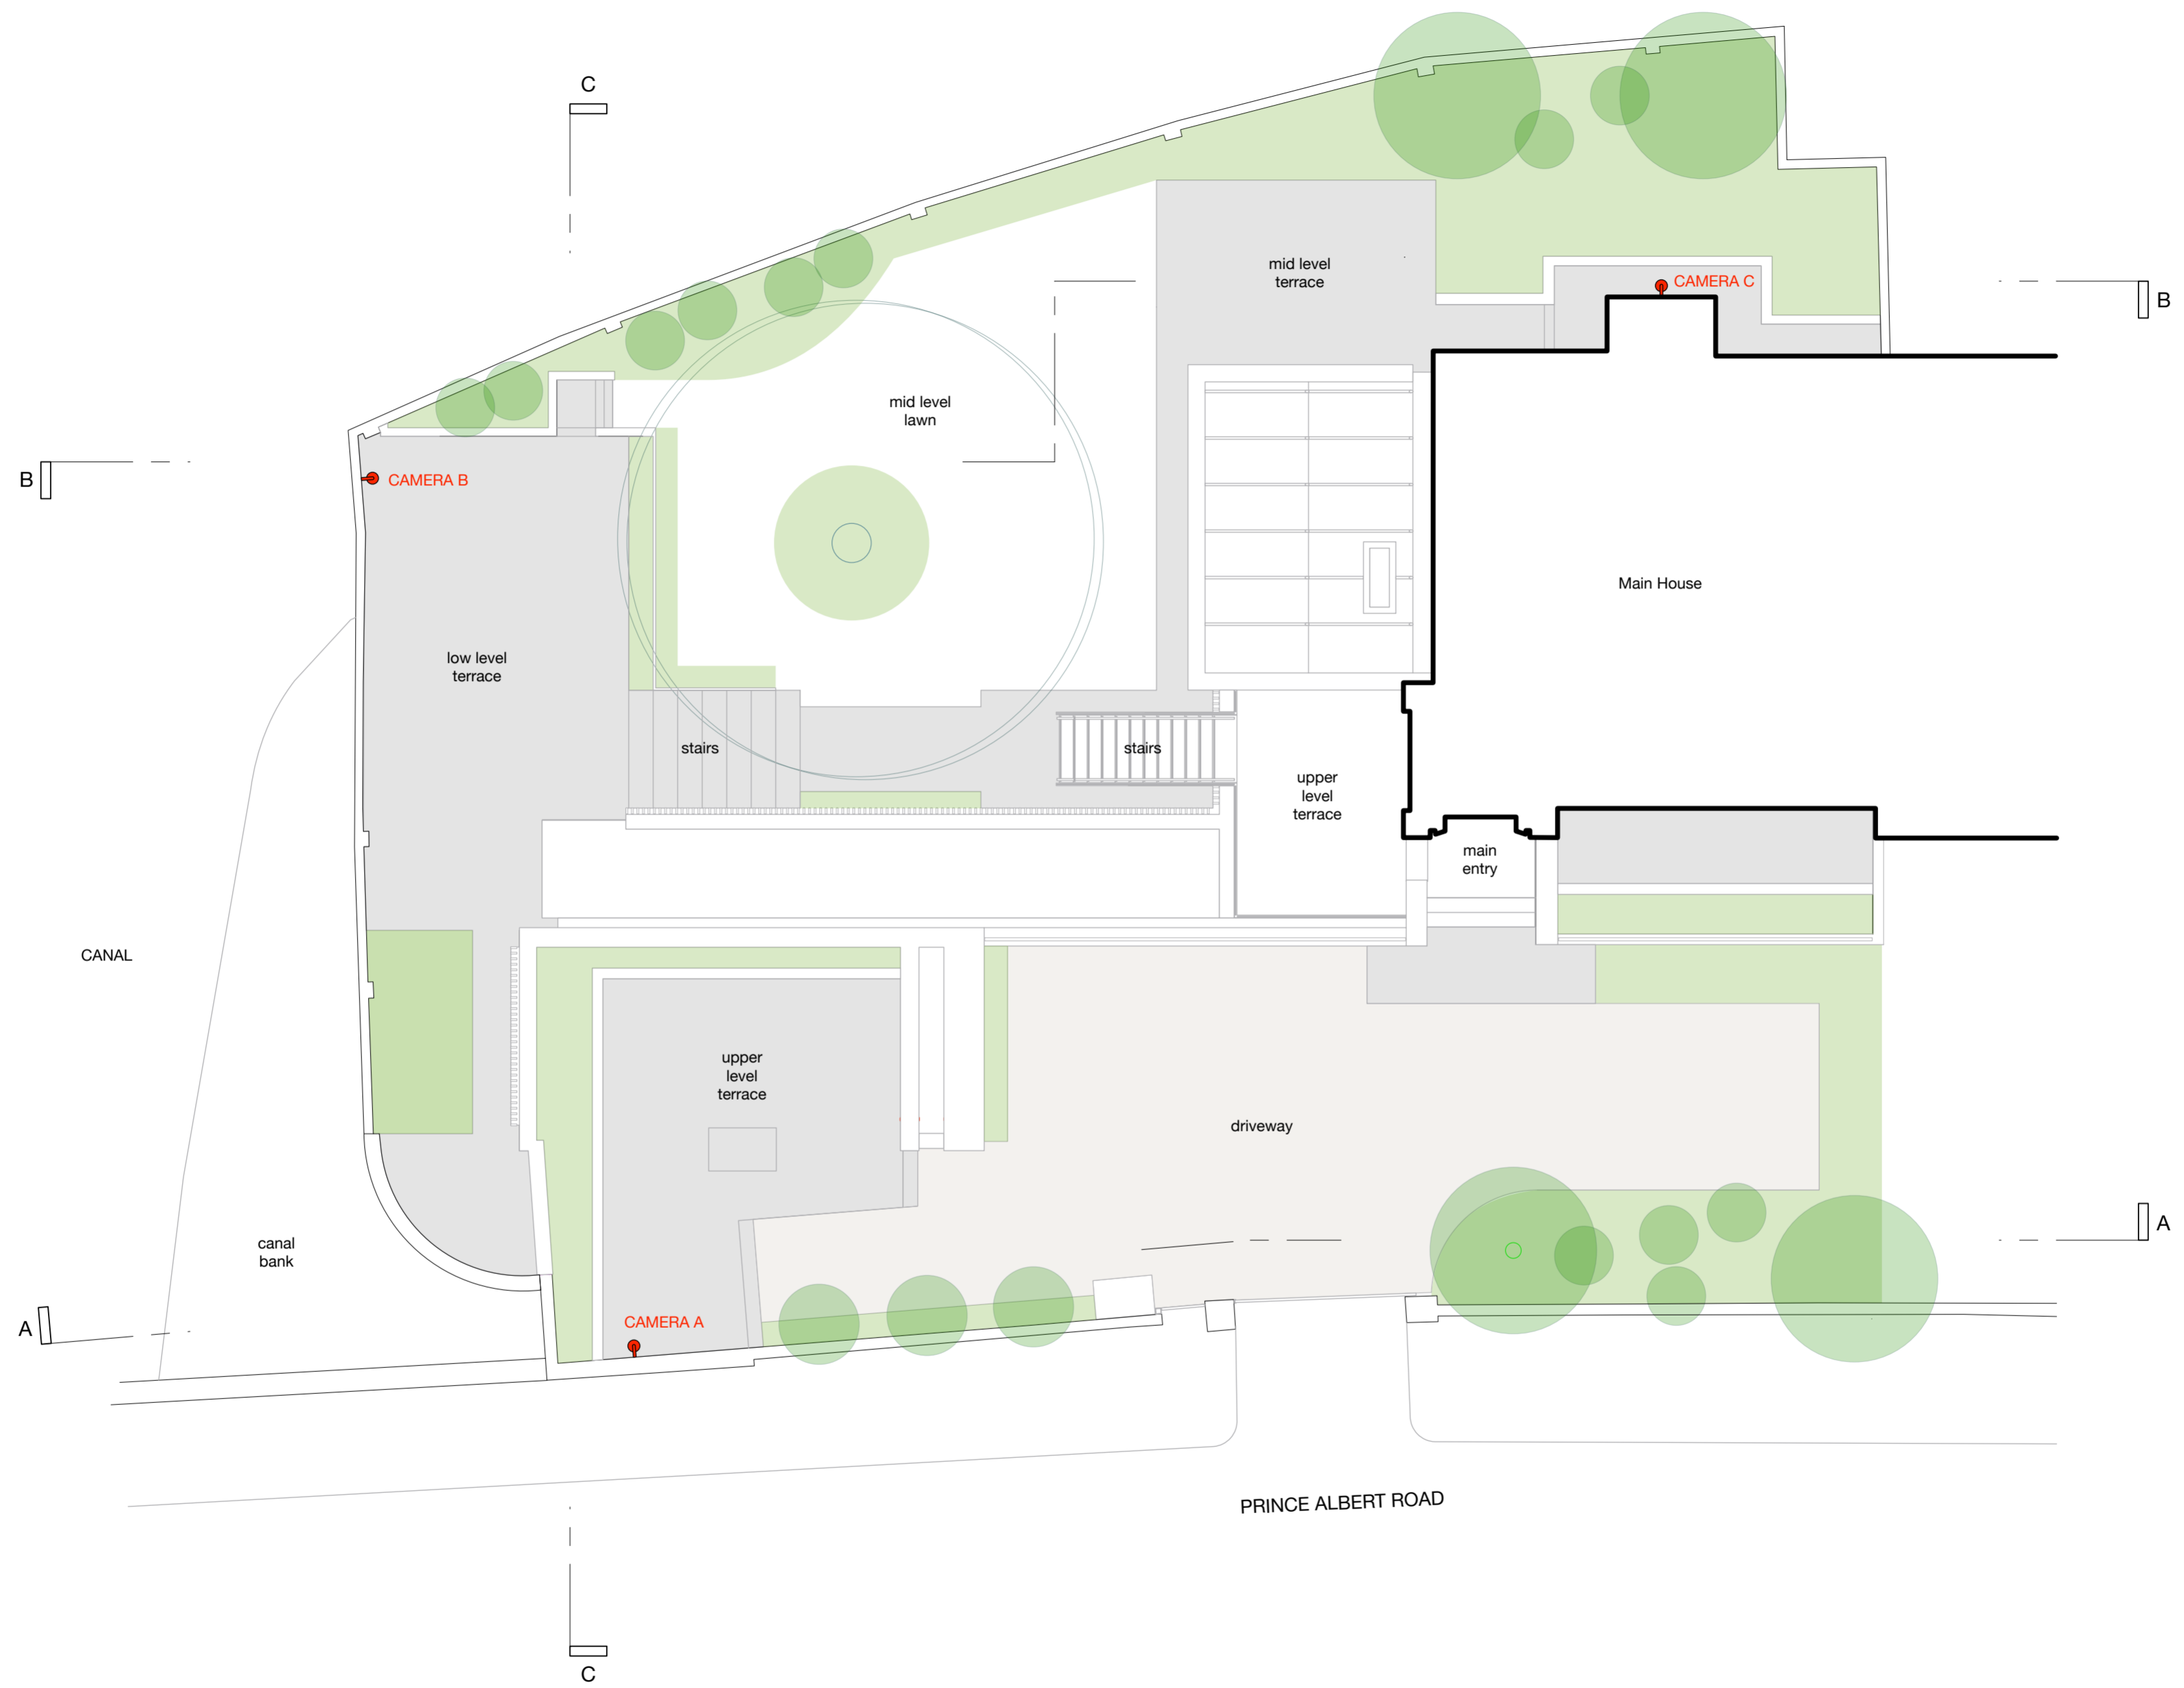 C
mid level
terrace
CAMERA C
B
mid level
lawn
B
CAMERA B
Main House
low level
terrace
stairs
stairs
upper
level
terrace
main
entry
CANAL
upper
level
terrace
driveway
canal
bank
A
CAMERA A
A
PRINCE ALBERT ROAD
C